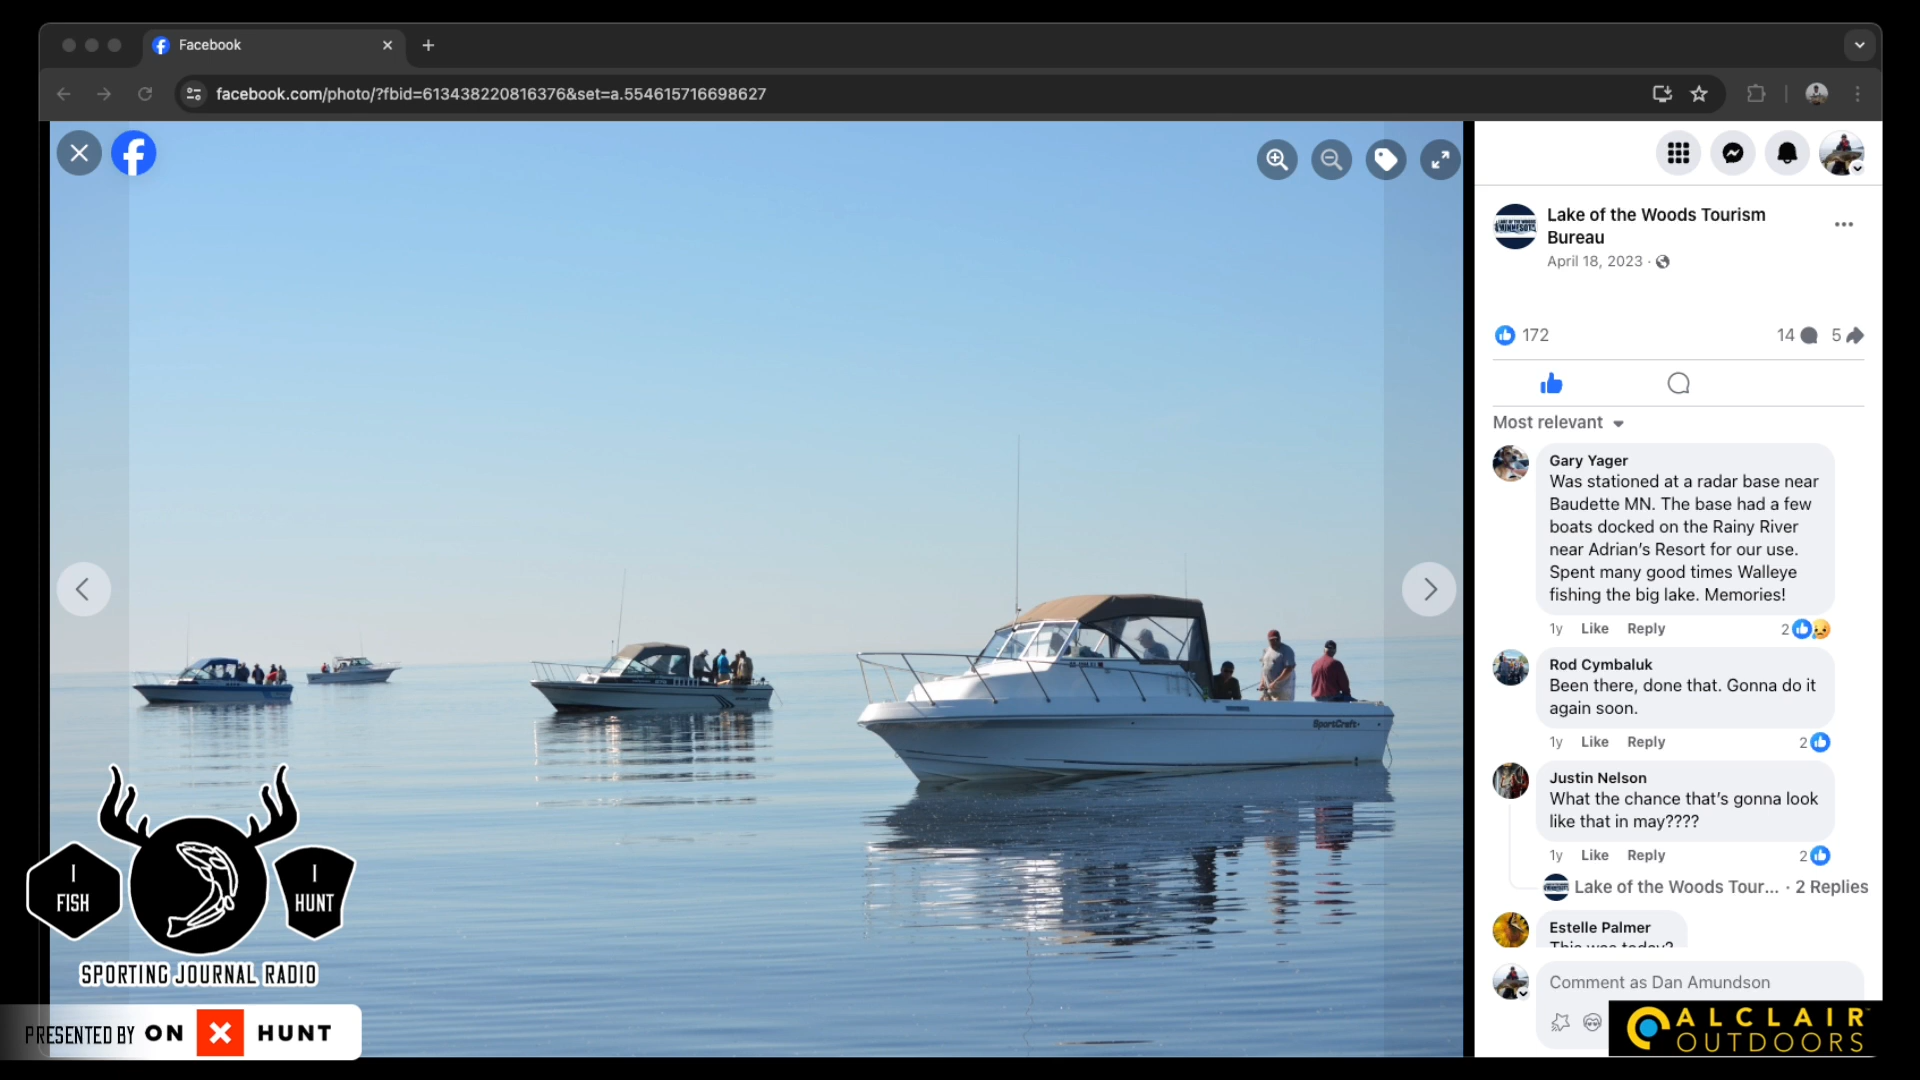 Facebook
facebook.com/photo/?fbid=613438220816376&set=a.554615716698627
Lake of the Woods Tourism
Bureau
April 18, 2023 ·
172
14
5
Most relevant
Gary Yager
Was stationed at a radar base near
Baudette MN. The base had a few
boats docked on the Rainy River
near Adrian's Resort for our use.
Spent many good times Walleye
fishing the big lake. Memories!
1y Like Reply 2
Rod Cymbaluk
Been there, done that. Gonna do it
again soon.
1y Like Reply 2
Justin Nelson
What the chance that's gonna look
like that in may????
1y Like Reply 2
Lake of the Woods Tour... · 2 Replies
Estelle Palmer
This was today?
Comment as Dan Amundson
SportCraft
I
FISH
I
HUNT
SPORTING JOURNAL RADIO
PRESENTED BY ON X HUNT
ALCLAIR
OUTDOORS